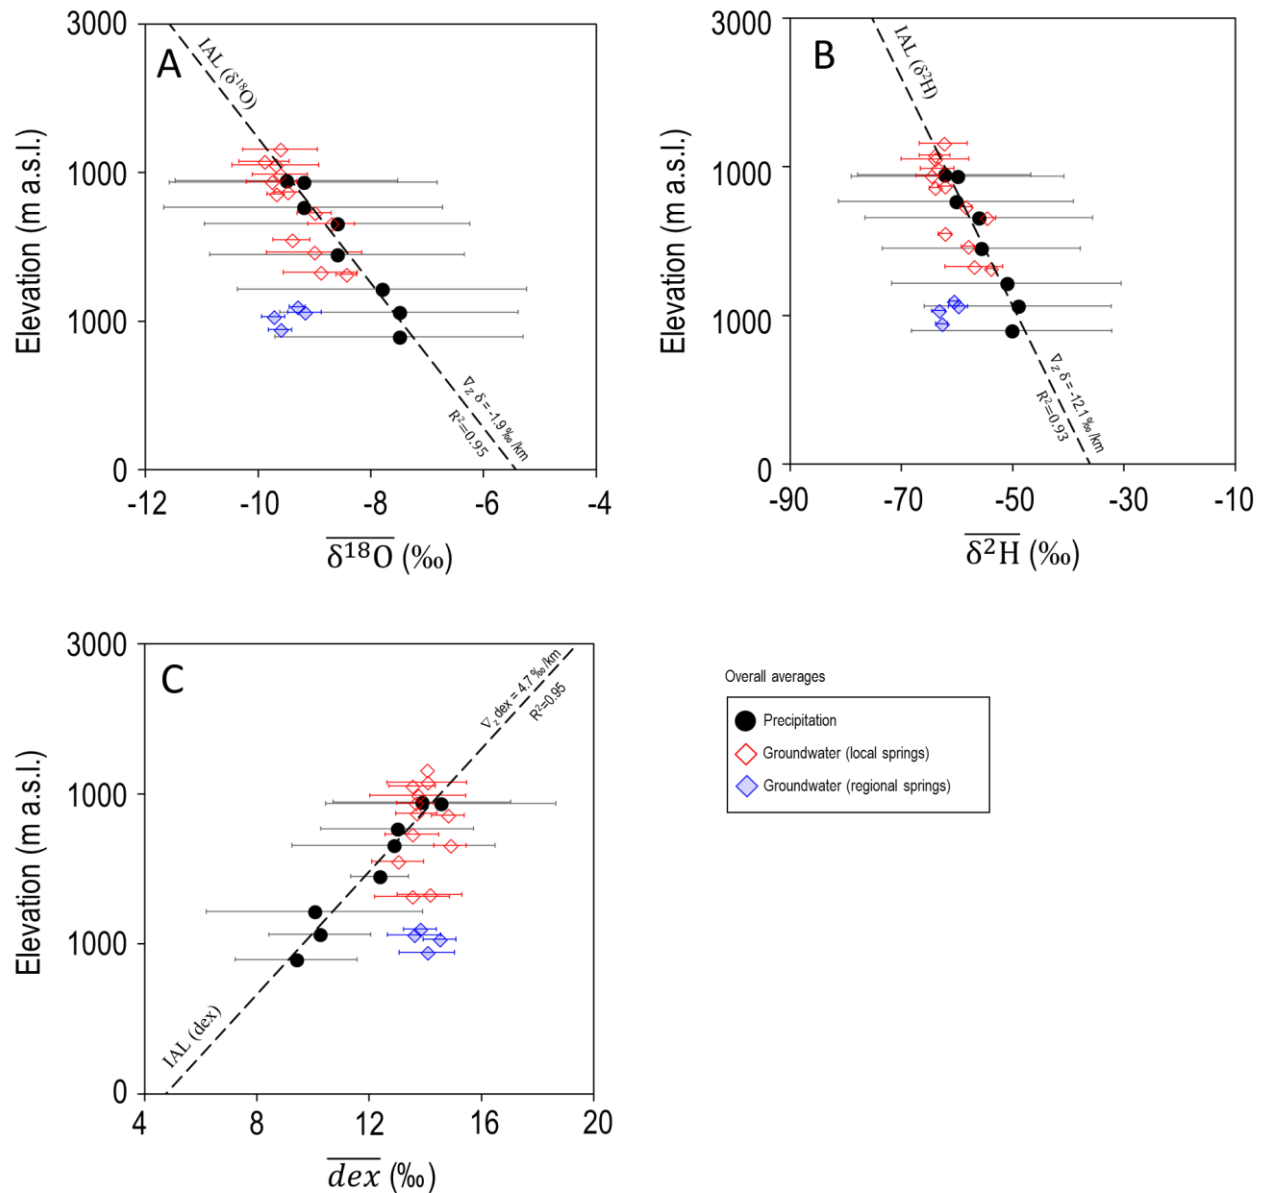 A
3000
1000
1000
0
Elevation (m a.s.l.)
IAL (δ¹⁸O)
∇z δ = -1.9 ‰/km
R²=0.95
-12 -10 -8 -6 -4
δ¹⁸O (‰)
B
3000
1000
1000
0
Elevation (m a.s.l.)
IAL (δ²H)
∇z δ = -12.1 ‰/km
R²=0.93
-90 -70 -50 -30 -10
δ²H (‰)
C
3000
1000
1000
0
Elevation (m a.s.l.)
∇z dex = 4.7 ‰/km
R²=0.95
IAL (dex)
4 8 12 16 20
dex (‰)
Overall averages
Precipitation
Groundwater (local springs)
Groundwater (regional springs)